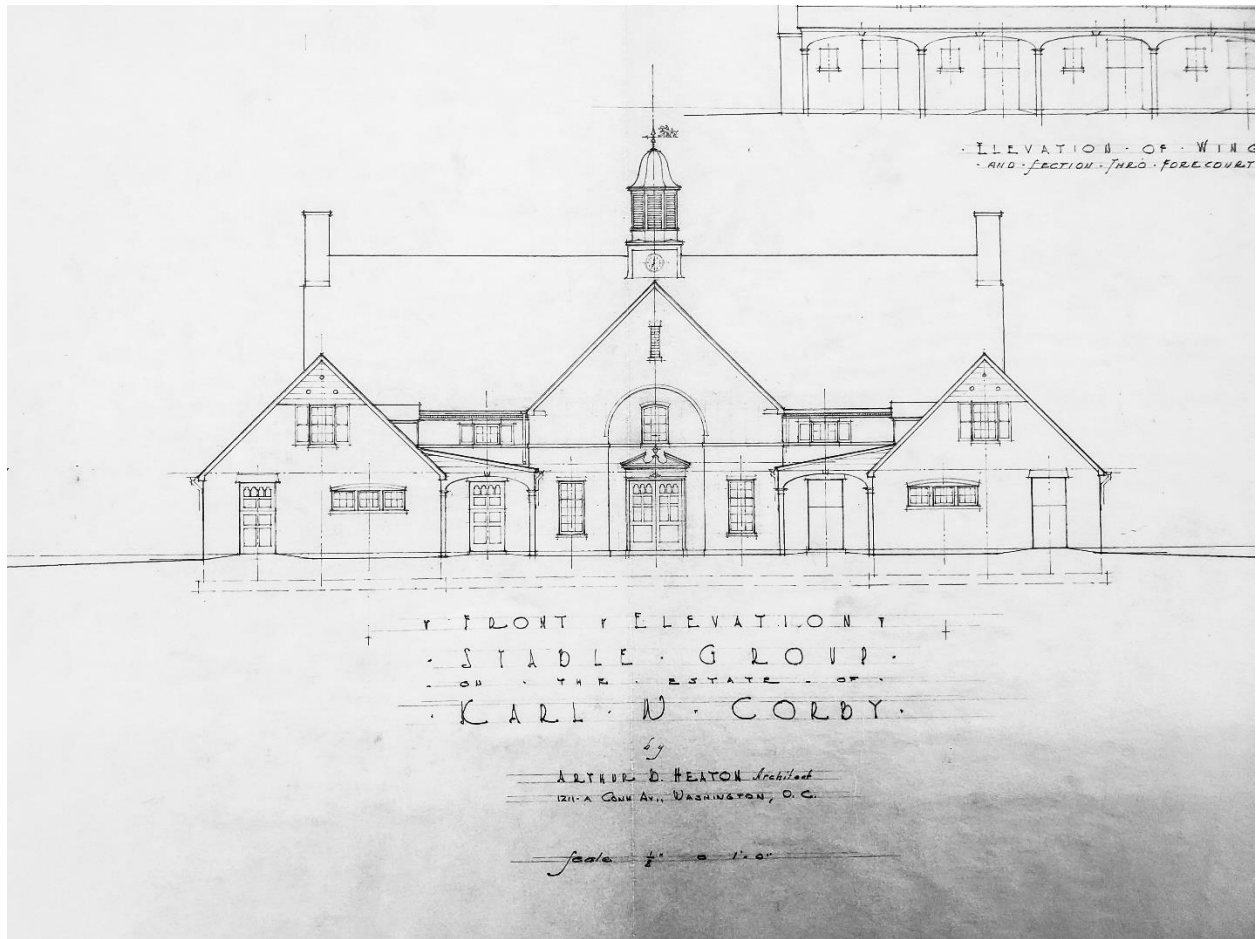 · ELEVATION · OF · WING
· AND · SECTION · THRO · FORECOURT
FRONT ELEVATION
· STABLE · GROUP ·
· ON · THE · ESTATE · OF ·
· KARL · W · CORBY ·
by
ARTHUR B. HEATON Architect
1211-A CONN AV., WASHINGTON, D.C.
Scale ⅛" = 1'-0"